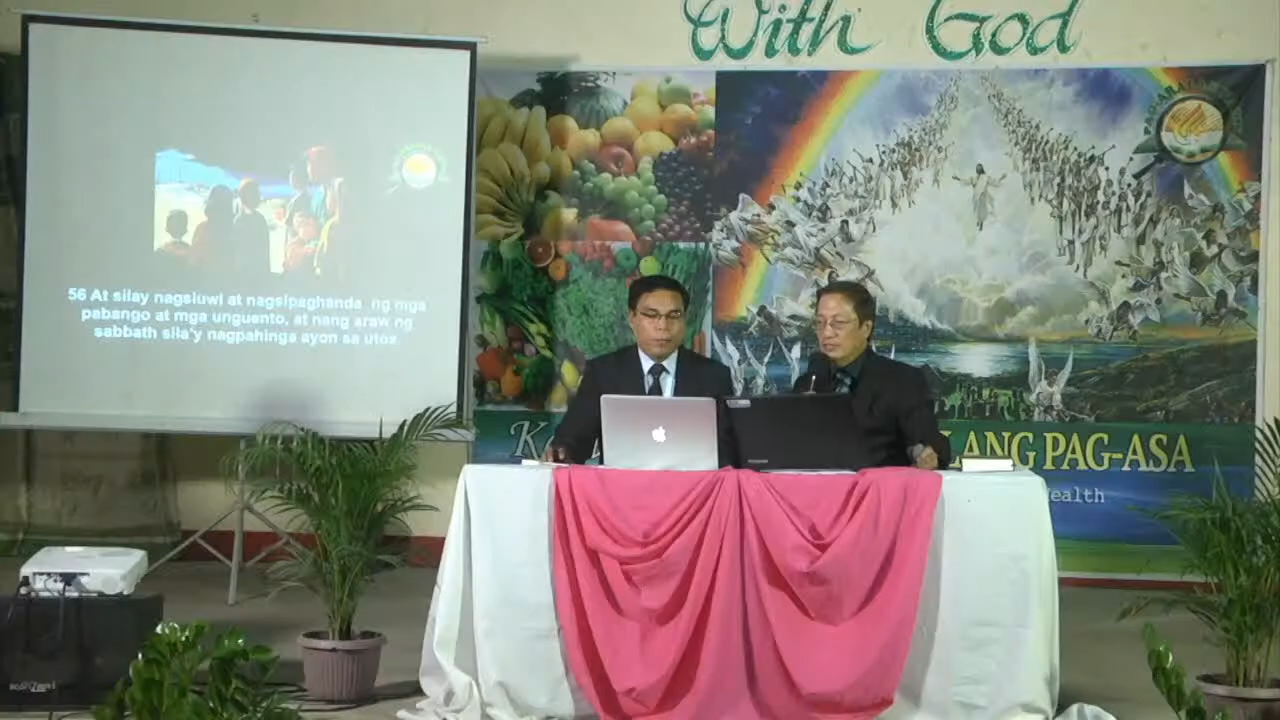 With God
56 At silay nagsiuwi at nagsipaghanda ng mga
pabango at mga unguento, at nang araw ng
sabbath sila'y nagpahinga ayon sa utos
LANG PAG-ASA
ealth